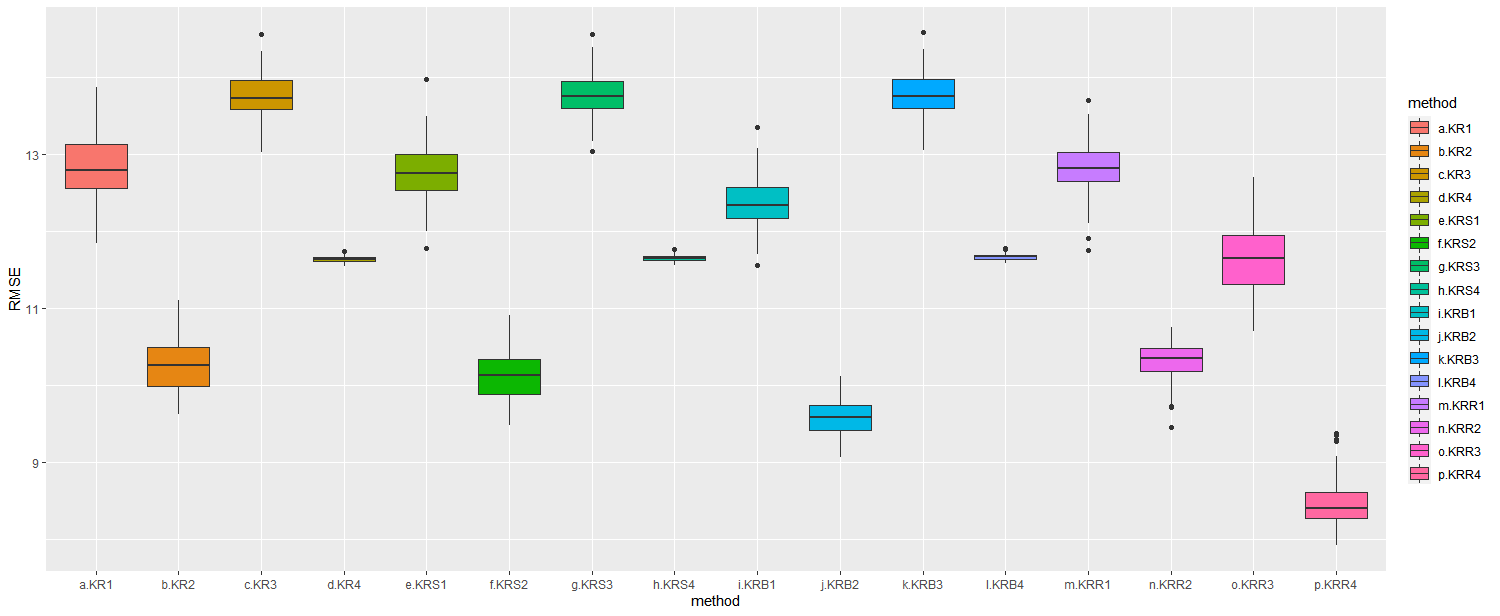 RMSE
13
11
9
a.KR1 b.KR2 c.KR3 d.KR4 e.KRS1 f.KRS2 g.KRS3 h.KRS4 i.KRB1 j.KRB2 k.KRB3 l.KRB4 m.KRR1 n.KRR2 o.KRR3 p.KRR4
method
method
a.KR1
b.KR2
c.KR3
d.KR4
e.KRS1
f.KRS2
g.KRS3
h.KRS4
i.KRB1
j.KRB2
k.KRB3
l.KRB4
m.KRR1
n.KRR2
o.KRR3
p.KRR4